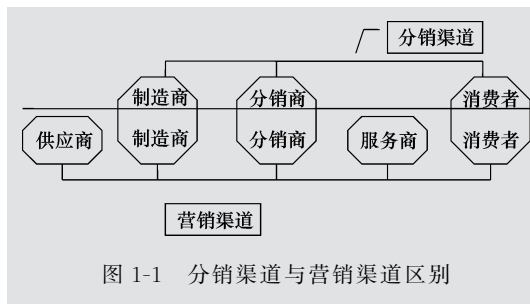 分销渠道
制造商 分销商 消费者
供应商 制造商 分销商 服务商 消费者
营销渠道
图 1-1 分销渠道与营销渠道区别